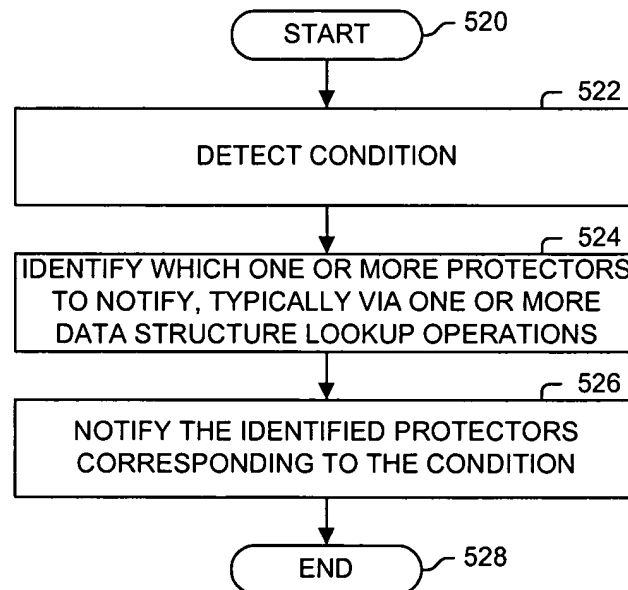 START
520
522
DETECT CONDITION
524
IDENTIFY WHICH ONE OR MORE PROTECTORS
TO NOTIFY, TYPICALLY VIA ONE OR MORE
DATA STRUCTURE LOOKUP OPERATIONS
526
NOTIFY THE IDENTIFIED PROTECTORS
CORRESPONDING TO THE CONDITION
END
528